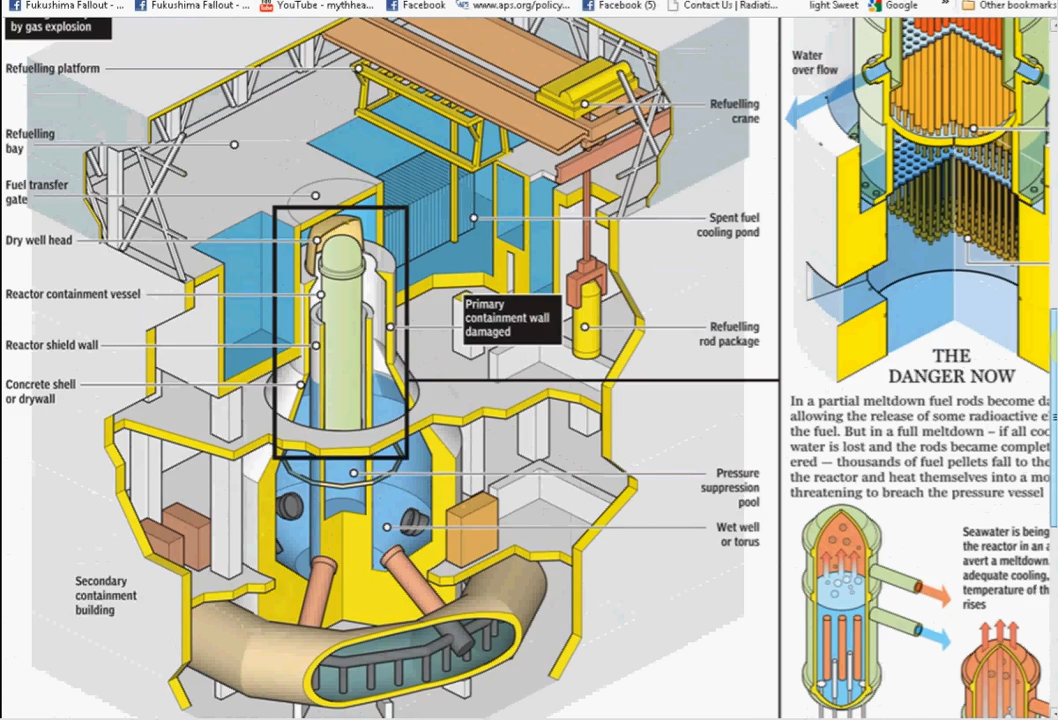 Fukushima Fallout - ...
Fukushima Fallout - ...
YouTube - mythhea...
Facebook
www.aps.org/policy...
Facebook (5)
Contact Us | Radiati...
light Sweet
Google
»
Other bookmarks
by gas explosion
Refuelling platform
Refuelling
bay
Fuel transfer
gate
Dry well head
Reactor containment vessel
Reactor shield wall
Concrete shell
or drywall
Secondary
containment
building
Refuelling
crane
Spent fuel
cooling pond
Primary
containment wall
damaged
Refuelling
rod package
Pressure
suppression
pool
Wet well
or torus
Water
over flow
THE
DANGER NOW
In a partial meltdown fuel rods become da
allowing the release of some radioactive e
the fuel. But in a full meltdown – if all coo
water is lost and the rods became complet
ered — thousands of fuel pellets fall to the
the reactor and heat themselves into a mo
threatening to breach the pressure vessel
Seawater is being
the reactor in an a
avert a meltdown.
adequate cooling,
temperature of th
rises